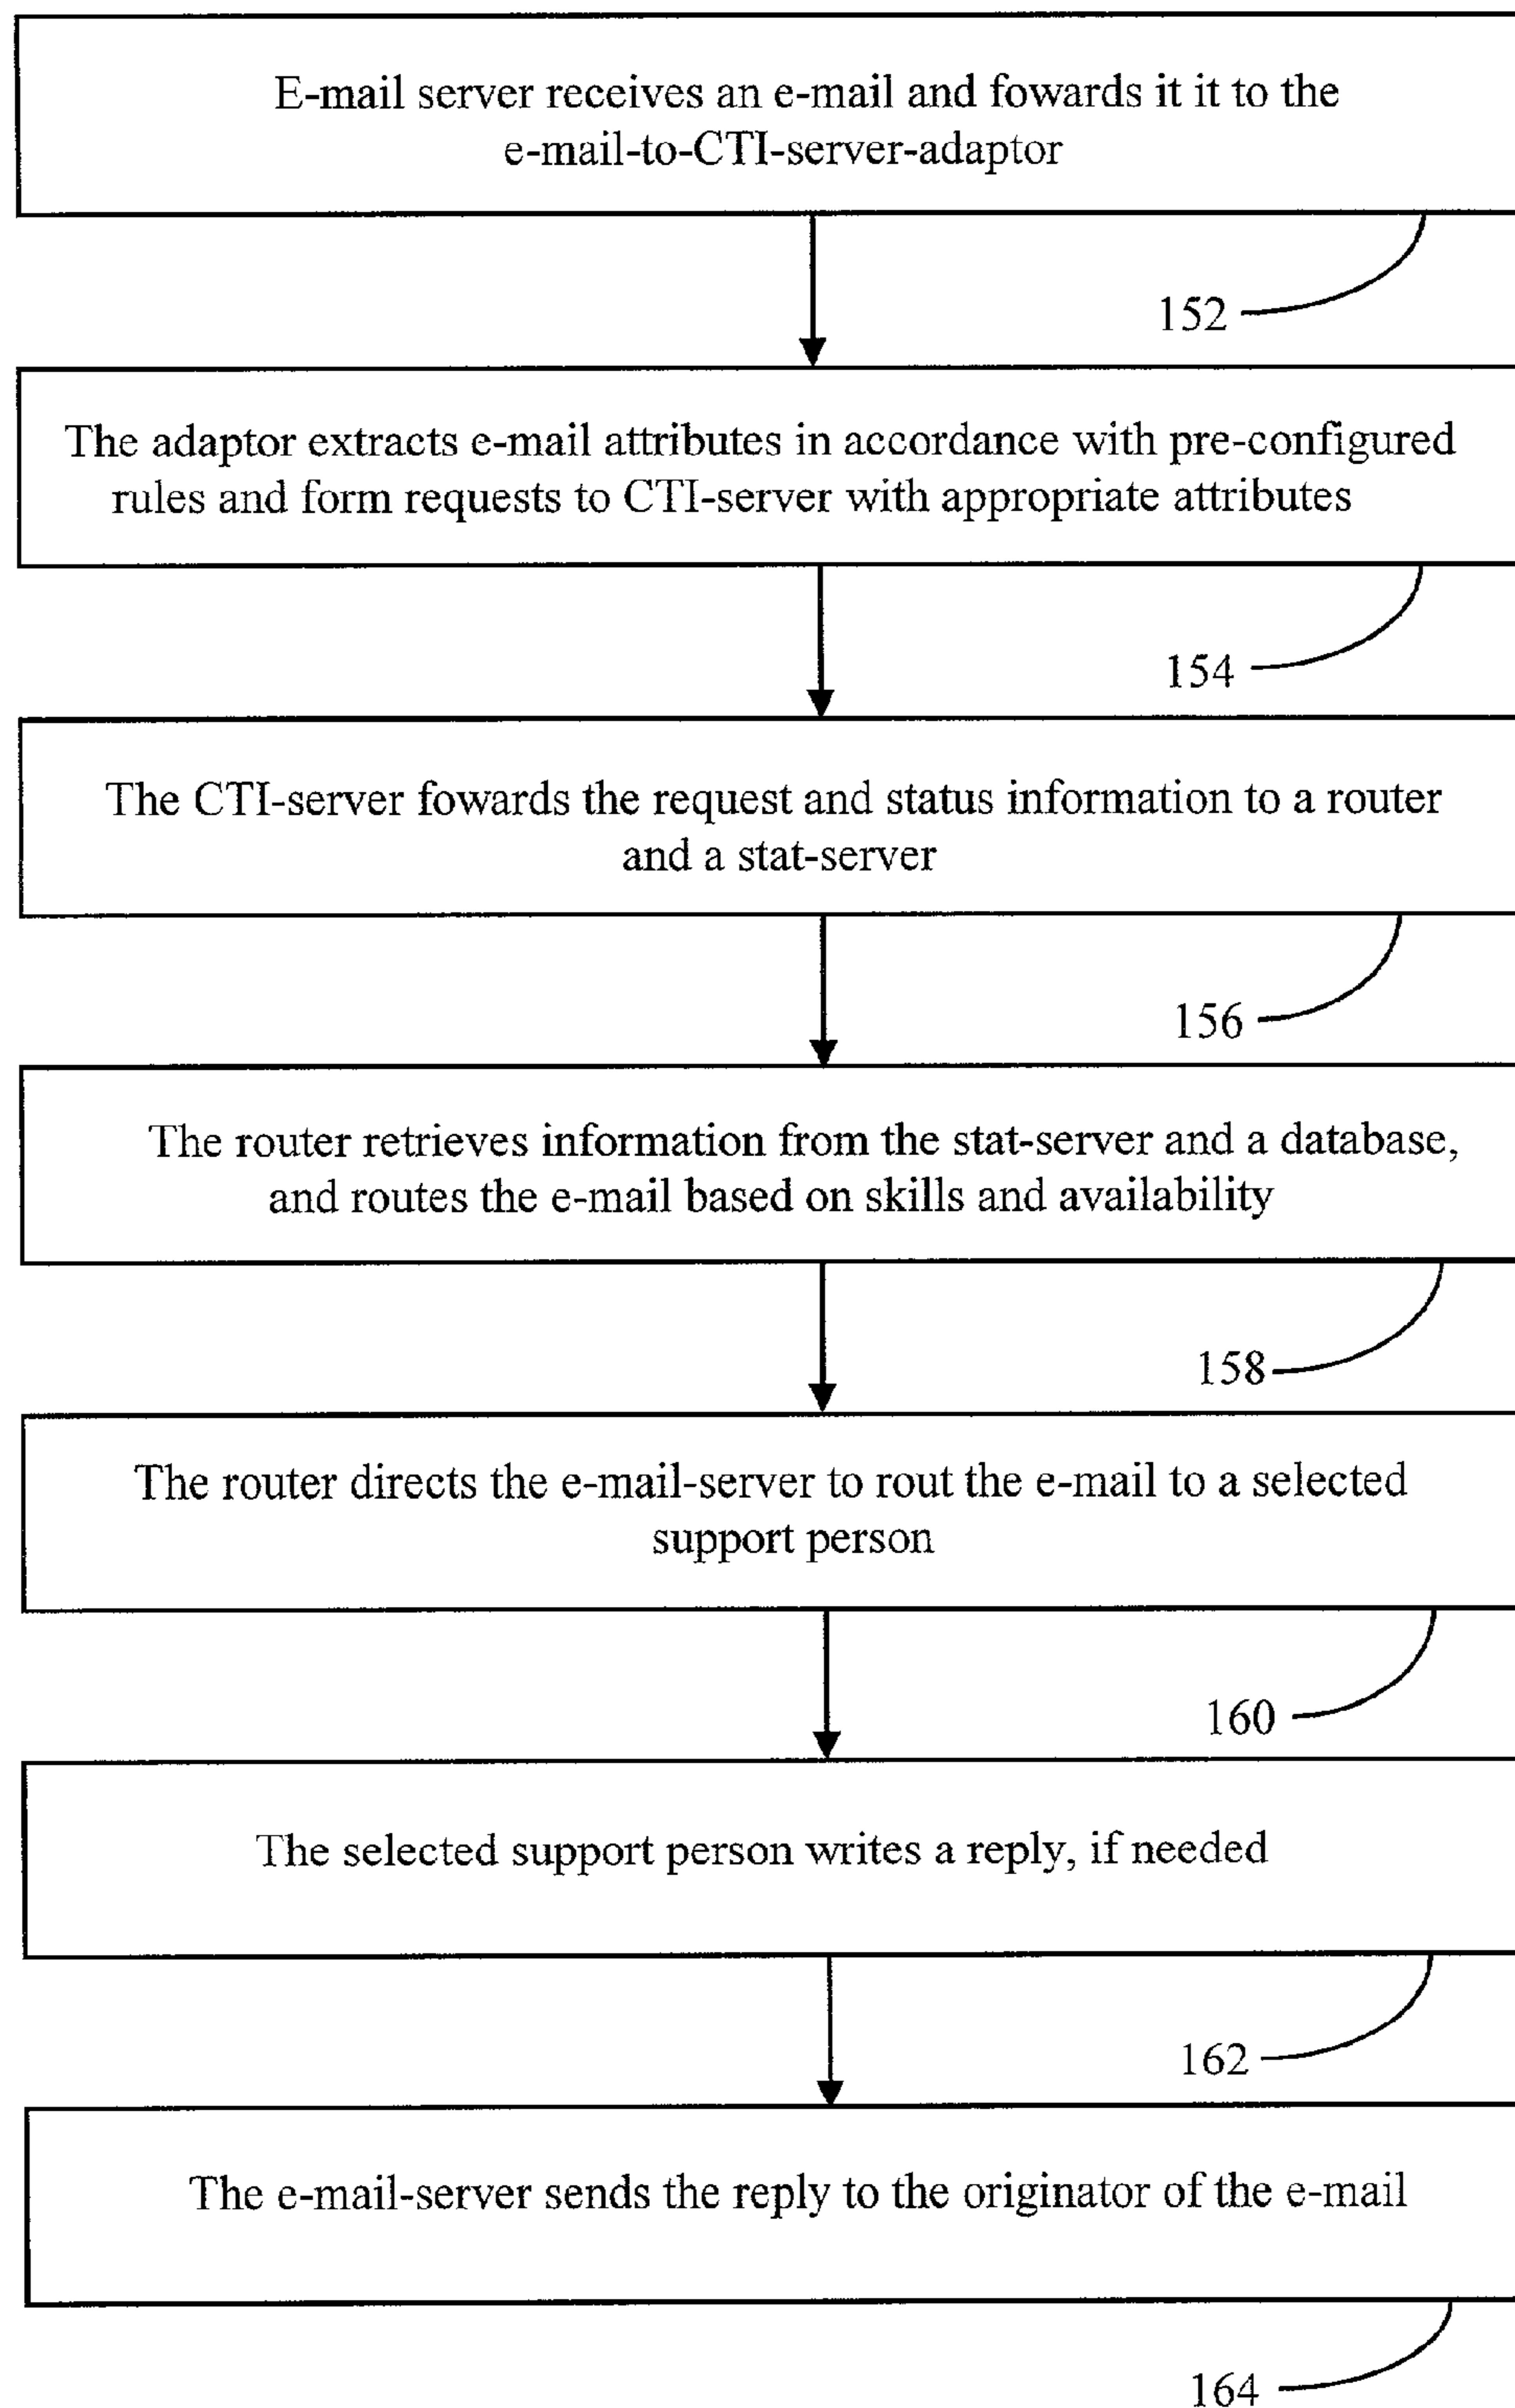 E-mail server receives an e-mail and fowards it it to the
e-mail-to-CTI-server-adaptor
152
The adaptor extracts e-mail attributes in accordance with pre-configured
rules and form requests to CTI-server with appropriate attributes
154
The CTI-server fowards the request and status information to a router
and a stat-server
156
The router retrieves information from the stat-server and a database,
and routes the e-mail based on skills and availability
158
The router directs the e-mail-server to rout the e-mail to a selected
support person
160
The selected support person writes a reply, if needed
162
The e-mail-server sends the reply to the originator of the e-mail
164